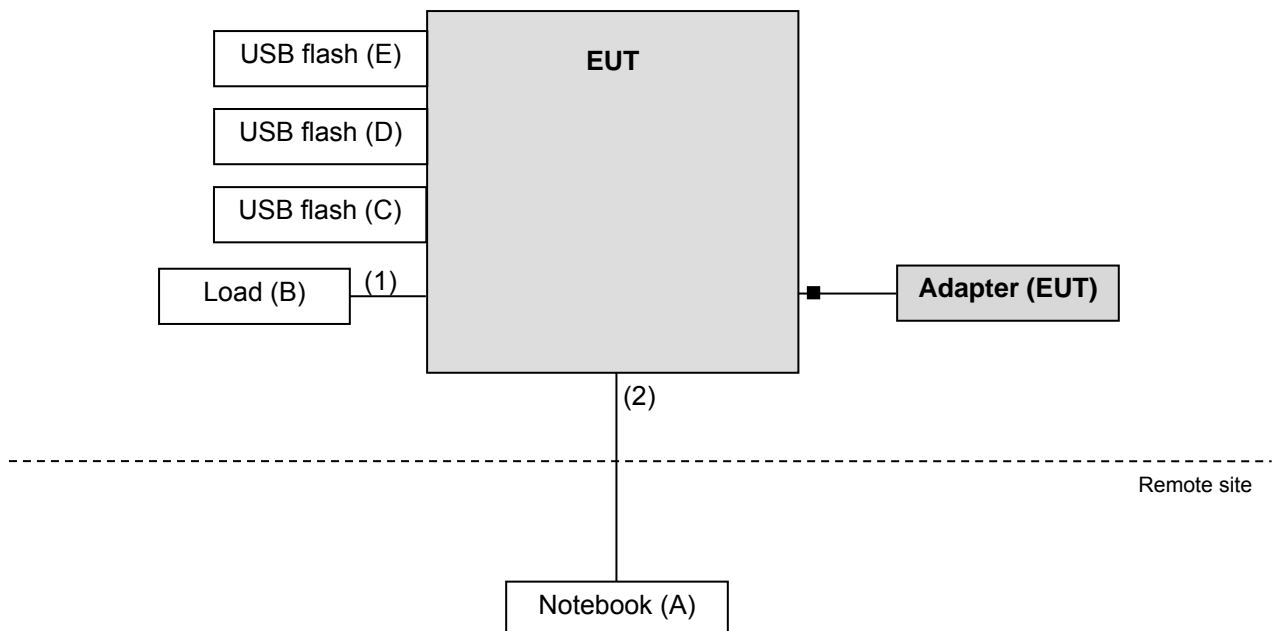 USB flash (E)
EUT
USB flash (D)
USB flash (C)
Load (B)
(1)
Adapter (EUT)
(2)
Remote site
Notebook (A)